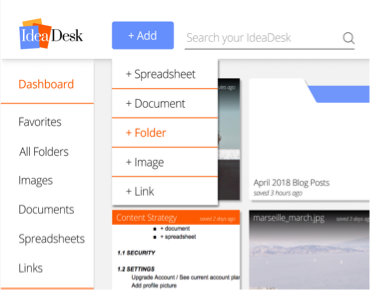 IdeaDesk
+ Add
Search your IdeaDesk
Dashboard
Favorites
All Folders
Images
Documents
Spreadsheets
Links
+ Spreadsheet
+ Document
+ Folder
+ Image
+ Link
ago
April 2018 Blog Posts
saved 3 hours ago
Content Strategy
saved 2 days ago
+ document
+ spreadsheet
1.1 SECURITY
1.2 SETTINGS
Upgrade Account / See current account plan
Add profile picture
marseille_march.jpg
saved 3 days ago